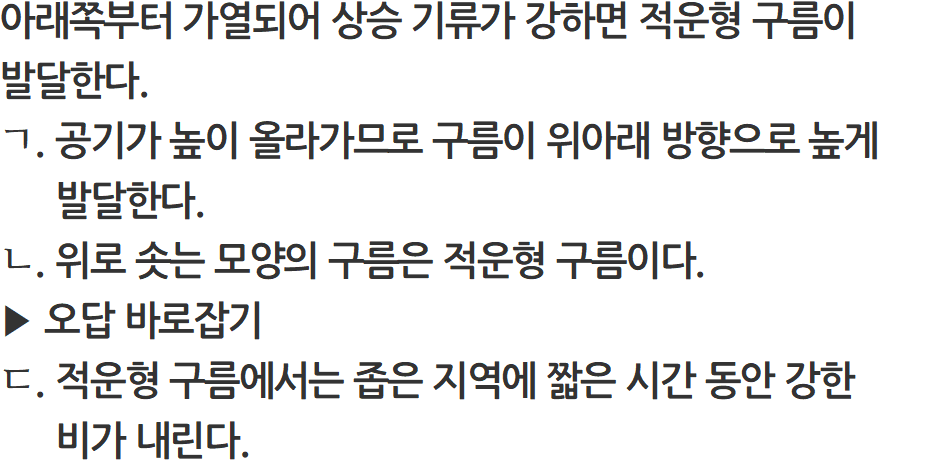 아래쪽부터 가열되어 상승 기류가 강하면 적운형 구름이
발달한다.
ㄱ. 공기가 높이 올라가므로 구름이 위아래 방향으로 높게
발달한다.
ㄴ. 위로 솟는 모양의 구름은 적운형 구름이다.
▶ 오답 바로잡기
ㄷ. 적운형 구름에서는 좁은 지역에 짧은 시간 동안 강한
비가 내린다.